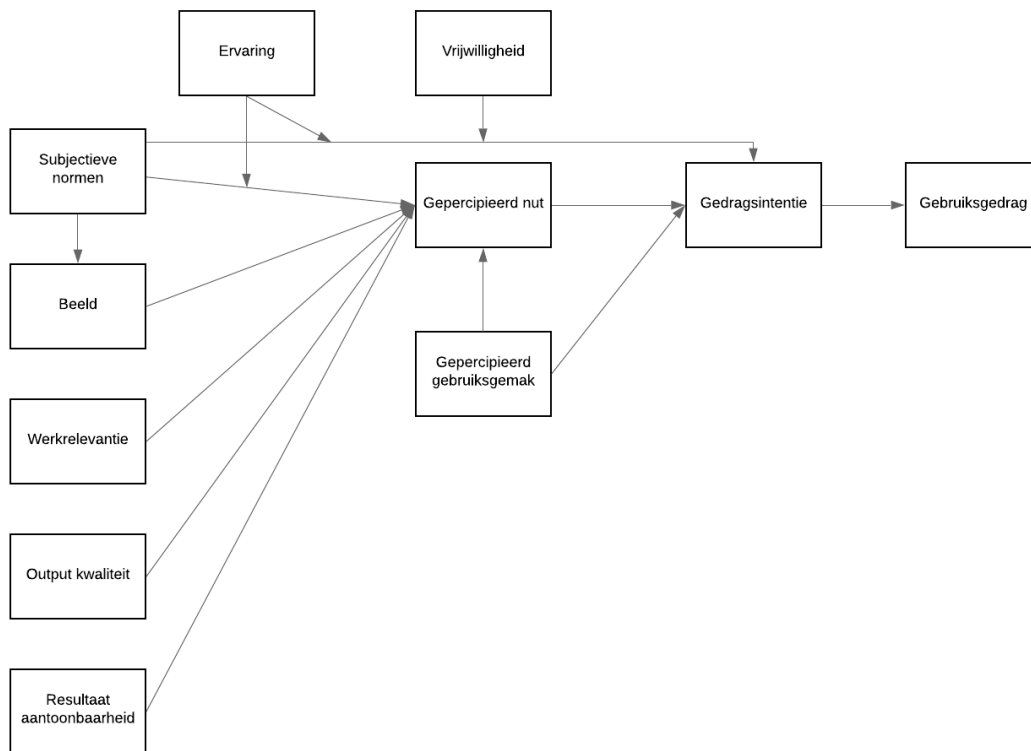 Ervaring
Vrijwilligheid
Subjectieve
normen
Gepercipieerd nut
Gedragsintentie
Gebruiksgedrag
Beeld
Gepercipieerd
gebruiksgemak
Werkrelevantie
Output kwaliteit
Resultaat
aantoonbaarheid